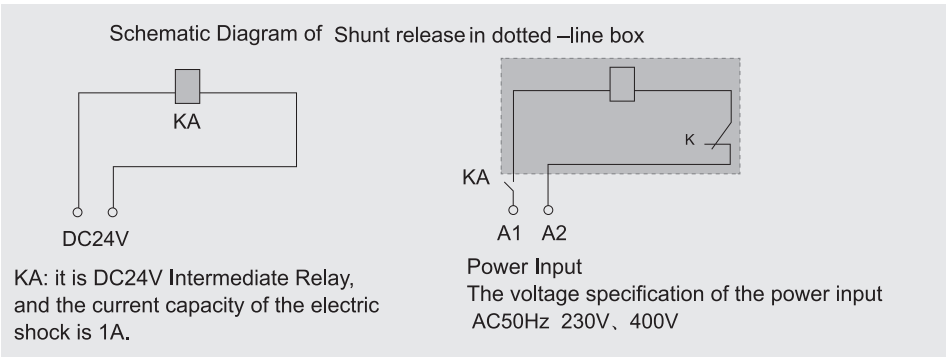 Schematic Diagram of Shunt release in dotted –line box
KA
DC24V
KA: it is DC24V Intermediate Relay,
and the current capacity of the electric
shock is 1A.
K
KA
A1 A2
Power Input
The voltage specification of the power input
AC50Hz 230V、400V